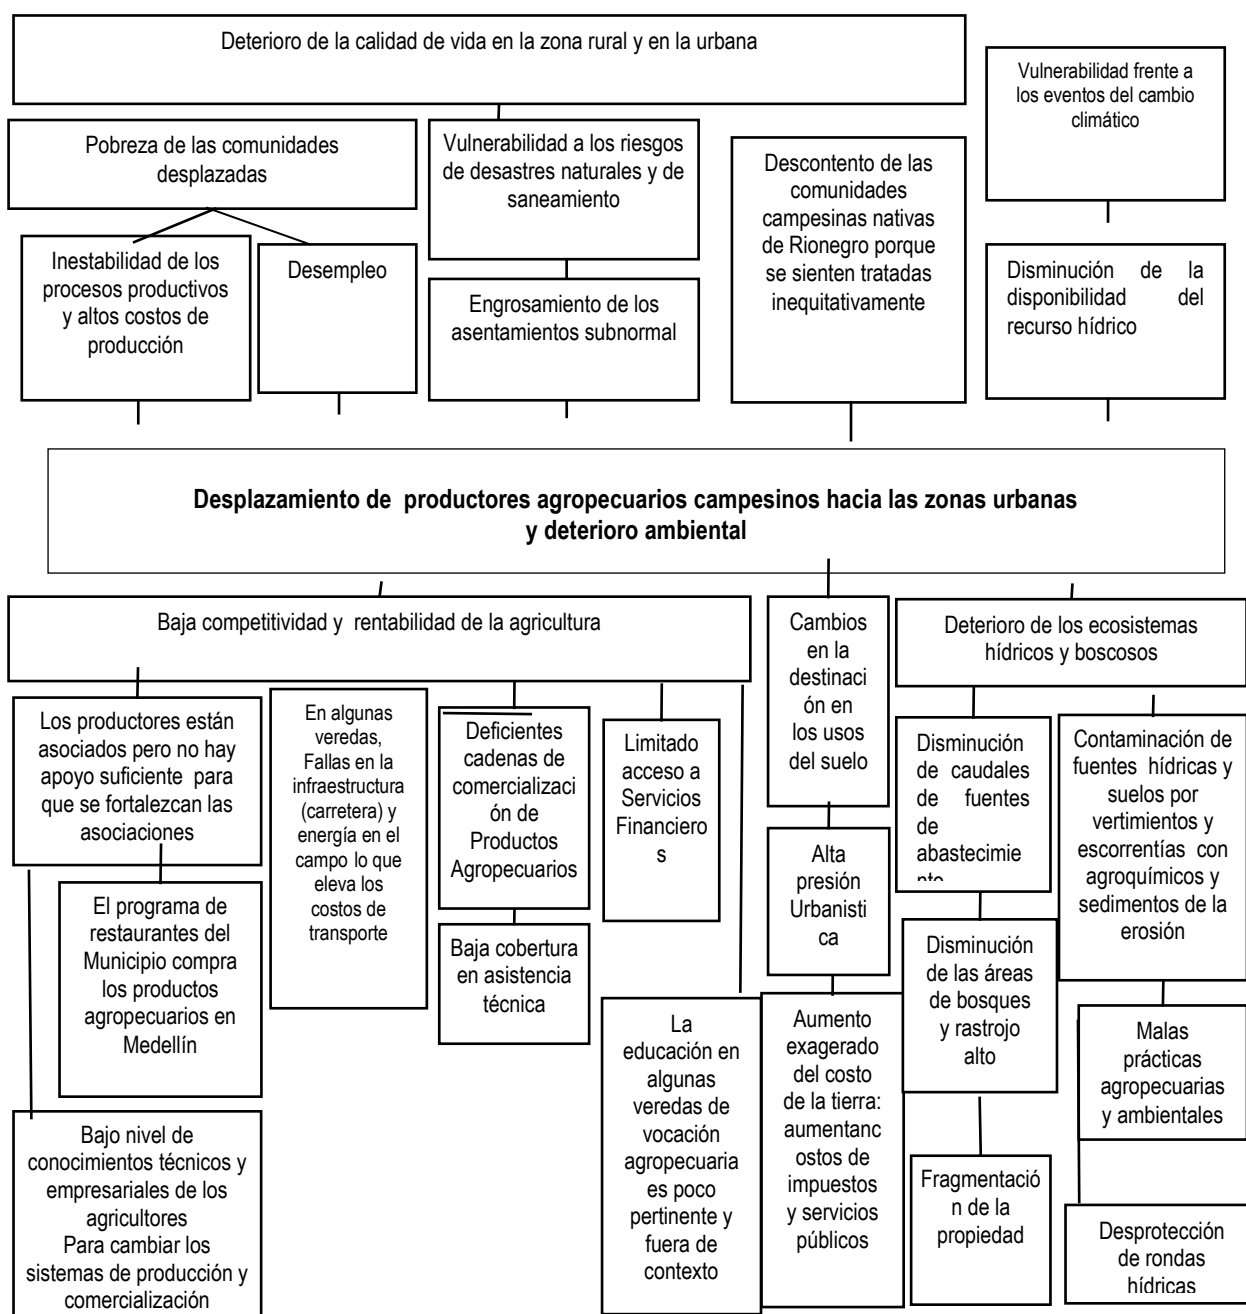 Deterioro de la calidad de vida en la zona rural y en la urbana
Vulnerabilidad frente a
los eventos del cambio
climático
Pobreza de las comunidades
desplazadas
Vulnerabilidad a los riesgos
de desastres naturales y de
saneamiento
Descontento de las
comunidades
campesinas nativas
de Rionegro porque
se sienten tratadas
inequitativamente
Inestabilidad de los
procesos productivos
y altos costos de
producción
Desempleo
Engrosamiento de los
asentamientos subnormal
Disminución de la
disponibilidad del
recurso hídrico
Desplazamiento de productores agropecuarios campesinos hacia las zonas urbanas
y deterioro ambiental
Baja competitividad y rentabilidad de la agricultura
Cambios
en la
destinaci
ón en
los usos
del suelo
Deterioro de los ecosistemas
hídricos y boscosos
Los productores están
asociados pero no hay
apoyo suficiente para
que se fortalezcan las
asociaciones
En algunas
veredas,
Fallas en la
infraestructura
(carretera) y
energía en el
campo lo que
eleva los
costos de
transporte
Deficientes
cadenas de
comercializaci
ón de
Productos
Agropecuarios
Limitado
acceso a
Servicios
Financiero
s
Disminución
de caudales
de fuentes
de
abastecimie
nto
Contaminación de
fuentes hídricas y
suelos por
vertimientos y
escorrentías con
agroquímicos y
sedimentos de la
erosión
Alta
presión
Urbanisti
ca
El programa de
restaurantes del
Municipio compra
los productos
agropecuarios en
Medellín
Baja cobertura
en asistencia
técnica
Disminución
de las áreas
de bosques
y rastrojo
alto
La
educación en
algunas
veredas de
vocación
agropecuaria
es poco
pertinente y
fuera de
contexto
Aumento
exagerado
del costo
de la tierra:
aumentanc
ostos de
impuestos
y servicios
públicos
Malas
prácticas
agropecuarias
y ambientales
Bajo nivel de
conocimientos técnicos y
empresariales de los
agricultores
Para cambiar los
sistemas de producción y
comercialización
Fragmentació
n de la
propiedad
Desprotección
de rondas
hídricas